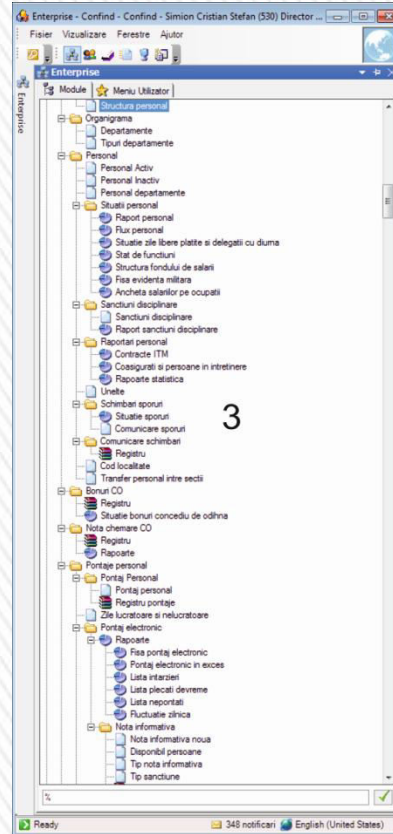 Enterprise - Confind - Confind - Simion Cristian Stefan (530) Director ...
Fisier Vizualizare Ferestre Ajutor
Enterprise
Enterprise
Module Meniu Utilizator
Structura personal
Organigrama
Departamente
Tipuri departamente
Personal
Personal Activ
Personal Inactiv
Personal departamente
Situatii personal
Raport personal
Flux personal
Situatie zile libere platite si delegatii cu diurna
Stat de functiuni
Structura fondului de salarii
Fisa evidenta militara
Ancheta salariilor pe ocupatii
Sanctiuni disciplinare
Sanctiuni disciplinare
Raport sanctiuni disciplinare
Raportari personal
Contracte ITM
Coasigurati si persoane in intretinere
Rapoarte statistica
Unelte
Schimbari sporuri
Situatie sporuri
Comunicare sporuri
3
Comunicare schimbari
Registru
Cod localitate
Transfer personal intre sectii
Bonuri CO
Registru
Situatie bonuri concediu de odihna
Nota chemare CO
Registru
Rapoarte
Pontaje personal
Pontaj Personal
Pontaj personal
Registru pontaje
Zile lucratoare si nelucratoare
Pontaj electronic
Rapoarte
Fisa pontaj electronic
Pontaj electronic in exces
Lista intarzieri
Lista plecati devreme
Lista nepontati
Fluctuatie zilnica
Nota informativa
Nota informativa noua
Disponibil persoane
Tip nota informativa
Tip sanctiune
%
Ready 348 notificari English (United States)